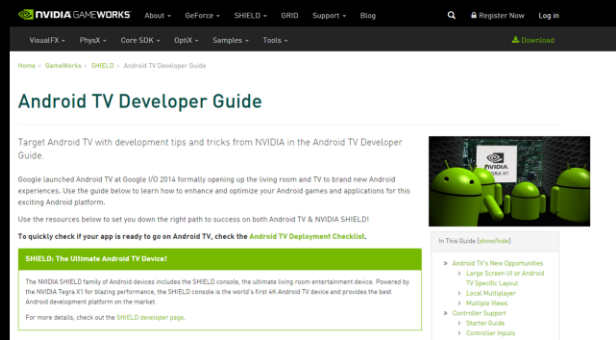 NVIDIA GAMEWORKS About GeForce SHIELD GRID Support Blog Register Now Log in
VisualFX PhysX Core SDK OptiX Samples Tools Download
Home > GameWorks > SHIELD > Android TV Developer Guide
Android TV Developer Guide
Target Android TV with development tips and tricks from NVIDIA in the Android TV Developer
Guide.
Google launched Android TV at Google I/O 2014 formally opening up the living room and TV to brand new Android
experiences. Use the guide below to learn how to enhance and optimize your Android games and applications for this
exciting Android platform.
Use the resources below to set you down the right path to success on both Android TV & NVIDIA SHIELD!
To quickly check if your app is ready to go on Android TV, check the Android TV Deployment Checklist.
SHIELD: The Ultimate Android TV Device!
The NVIDIA SHIELD family of Android devices includes the SHIELD console, the ultimate living room entertainment device. Powered by
the NVIDIA Tegra X1 for blazing performance, the SHIELD console is the world's first 4K Android TV device and provides the best
Android development platform on the market.
For more details, check out the SHIELD developer page.
NVIDIA
In This Guide [show/hide]
Android TV's New Opportunities
Large Screen UI or Android
TV Specific Layout
Local Multiplayer
Multiple Views
Controller Support
Starter Guide
Controller Inputs